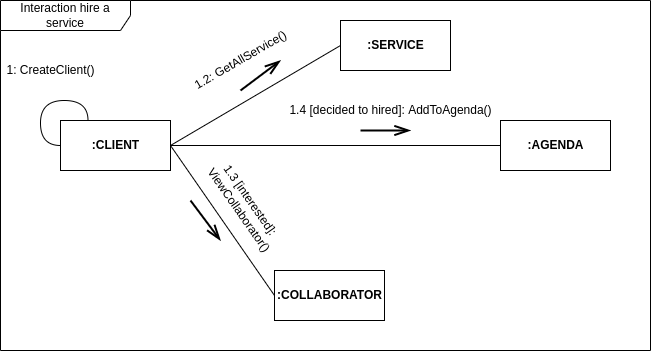 Interaction hire a
service
1: CreateClient()
1.2: GetAllService()
:SERVICE
1.4 [decided to hired]: AddToAgenda()
:CLIENT
:AGENDA
1.3 [interested]:
ViewCollaborator()
:COLLABORATOR